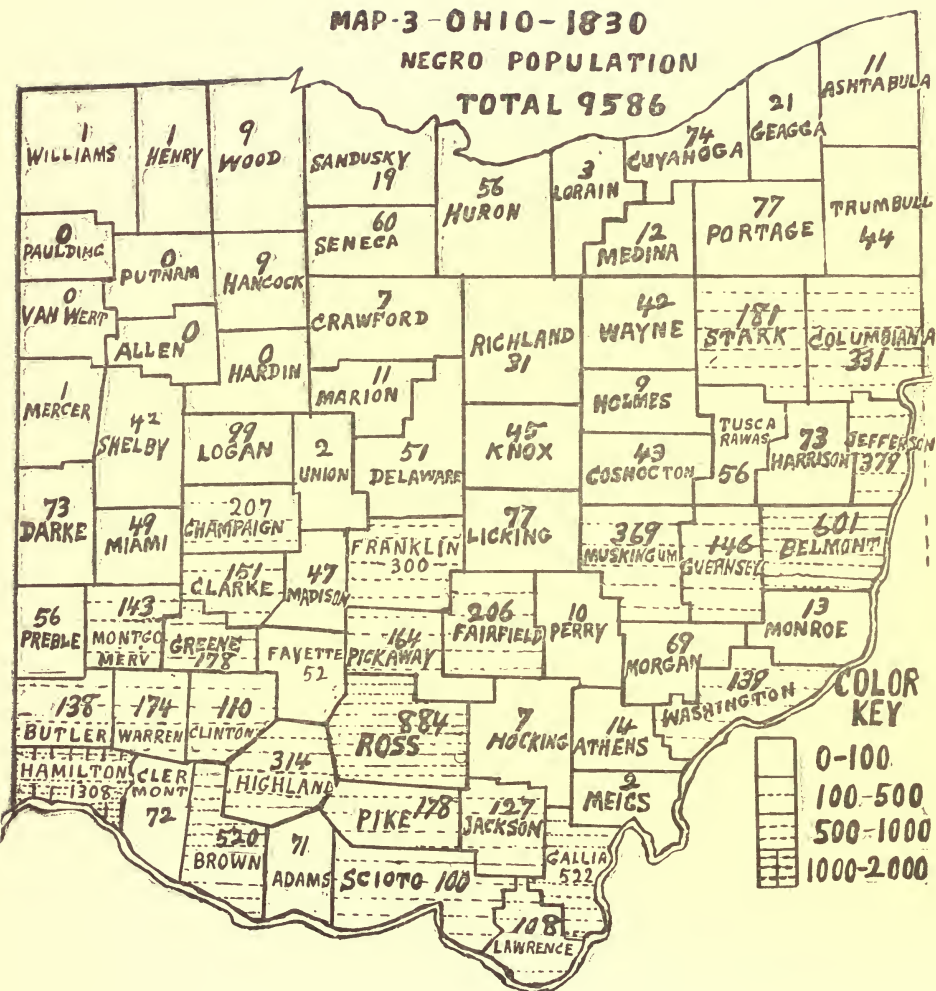 MAP-3-OHIO-1830
NEGRO POPULATION
TOTAL 9586
1
WILLIAMS
1
HENRY
9
WOOD
SANDUSKY
19
56
HURON
3
LORAIN
74
CUYAHOGA
21
GEAGGA
11
ASHTABULA
0
PAULDING
0
PUTNAM
9
HANCOCK
60
SENECA
12
MEDINA
77
PORTAGE
TRUMBULL
44
0
VAN WERT
0
ALLEN
0
HARDIN
7
CRAWFORD
RICHLAND
31
42
WAYNE
181
STARK
COLUMBIANA
331
1
MERCER
42
SHELBY
99
LOGAN
2
UNION
11
MARION
51
DELAWARE
45
KNOX
9
HOLMES
43
COSHOCTON
TUSCA
RAWAS
56
73
HARRISON
JEFFERSON
379
73
DARKE
49
MIAMI
207
CHAMPAIGN
151
CLARKE
47
MADISON
FRANKLIN
300
77
LICKING
369
MUSKINGUM
146
GUERNSEY
601
BELMONT
56
PREBLE
143
MONTGO
MERY
GREENE
178
FAYETTE
52
164
PICKAWAY
206
FAIRFIELD
10
PERRY
69
MORGAN
13
MONROE
138
BUTLER
174
WARREN
110
CLINTON
314
HIGHLAND
884
ROSS
7
HOCKING
14
ATHENS
139
WASHINGTON
HAMILTON
1308
CLER
MONT
72
520
BROWN
71
ADAMS
PIKE 178
127
JACKSON
2
MEIGS
SCIOTO 100
GALLIA
522
108
LAWRENCE
COLOR
KEY
0-100
100-500
500-1000
1000-2000